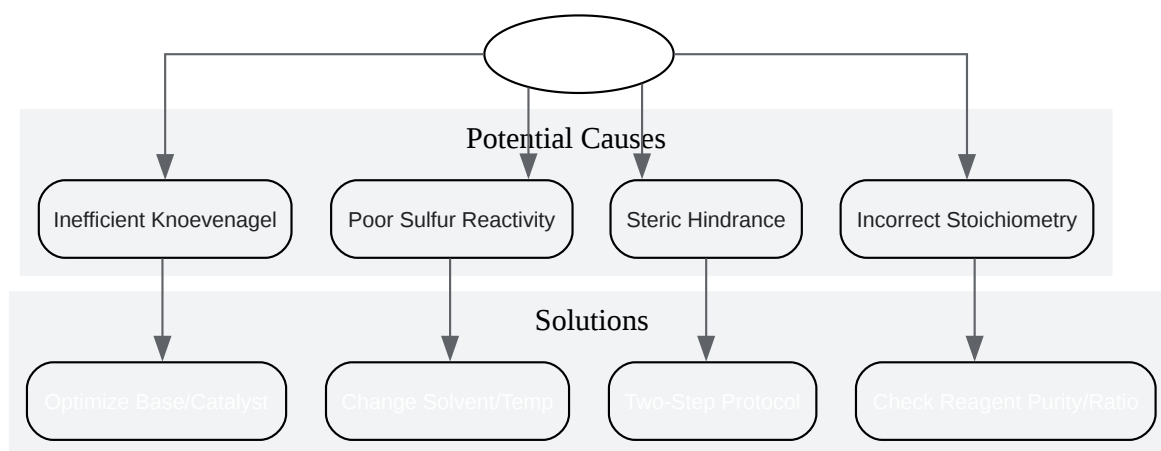 Potential Causes
Inefficient Knoevenagel
Poor Sulfur Reactivity
Steric Hindrance
Incorrect Stoichiometry
Solutions
Optimize Base/Catalyst
Change Solvent/Temp
Two-Step Protocol
Check Reagent Purity/Ratio